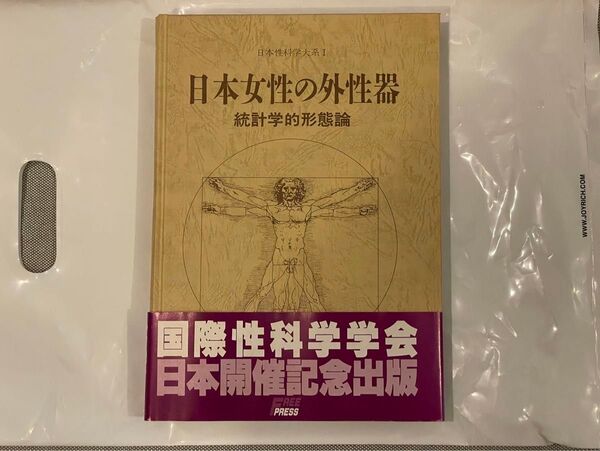 日本性科学大系Ⅰ
日本女性の外性器
統計学的形態論
国際性科学学会
日本開催記念出版
FREE
PRESS
WWW.JOYRICH.COM